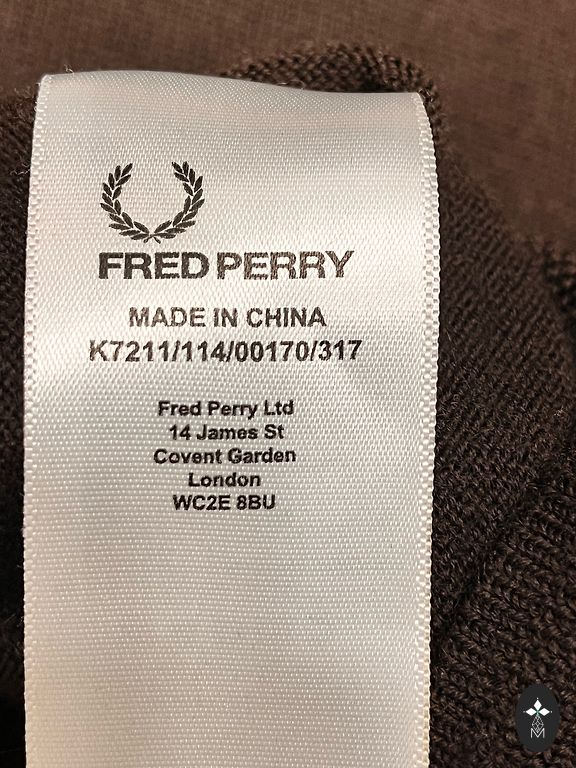 FRED PERRY
MADE IN CHINA
K7211/114/00170/317
Fred Perry Ltd
14 James St
Covent Garden
London
WC2E 8BU
M